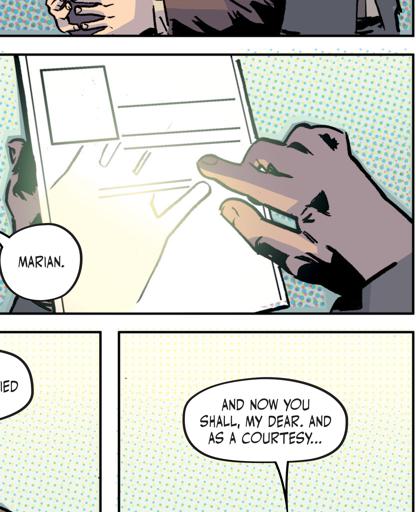 MARIAN.
IED
AND NOW YOU
SHALL, MY DEAR. AND
AS A COURTESY...